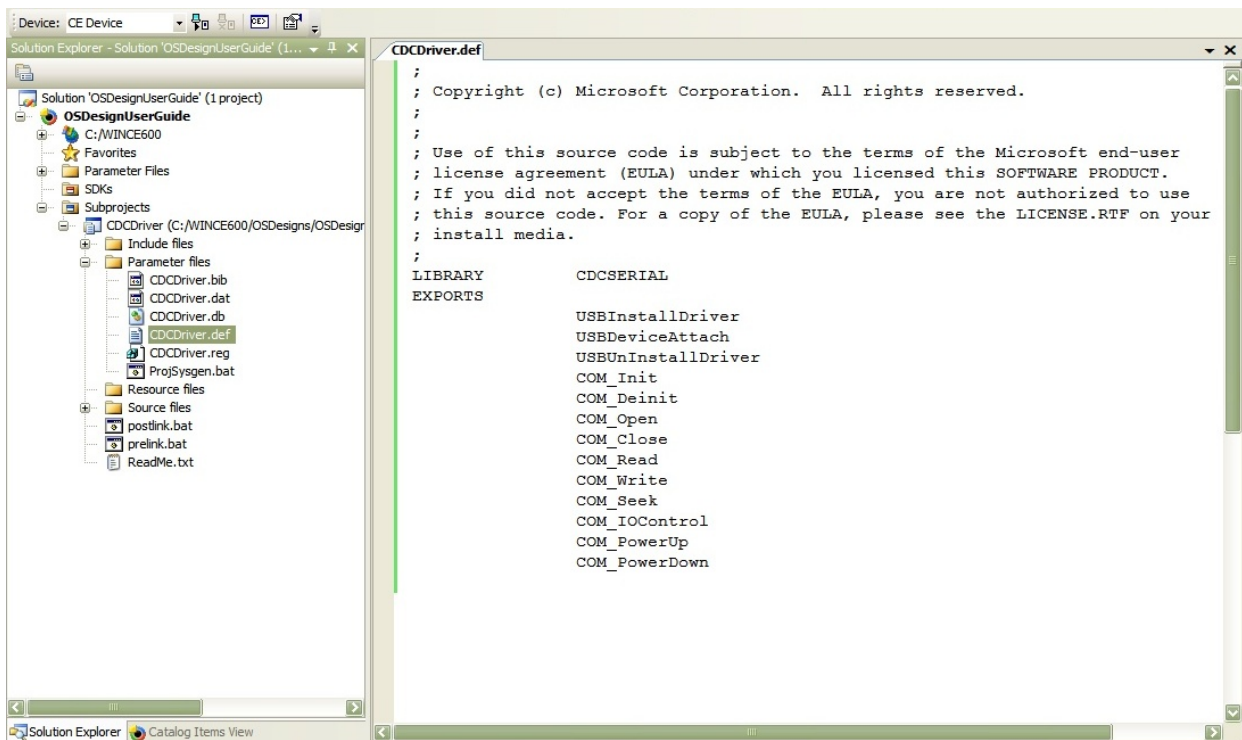 Device: CE Device
Solution Explorer - Solution 'OSDesignUserGuide' (1...
Solution 'OSDesignUserGuide' (1 project)
OSDesignUserGuide
C:/WINCE600
Favorites
Parameter Files
SDKs
Subprojects
CDCDriver (C:/WINCE600/OSDesigns/OSDesigr
Include files
Parameter files
CDCDriver.bib
CDCDriver.dat
CDCDriver.db
CDCDriver.def
CDCDriver.reg
ProjSysgen.bat
Resource files
Source files
postlink.bat
prelink.bat
ReadMe.txt
Solution Explorer Catalog Items View
CDCDriver.def
;
; Copyright (c) Microsoft Corporation.  All rights reserved.
;
;
; Use of this source code is subject to the terms of the Microsoft end-user
; license agreement (EULA) under which you licensed this SOFTWARE PRODUCT.
; If you did not accept the terms of the EULA, you are not authorized to use
; this source code. For a copy of the EULA, please see the LICENSE.RTF on your
; install media.
;
LIBRARY CDCSERIAL
EXPORTS
USBInstallDriver
USBDeviceAttach
USBUnInstallDriver
COM_Init
COM_Deinit
COM_Open
COM_Close
COM_Read
COM_Write
COM_Seek
COM_IOControl
COM_PowerUp
COM_PowerDown